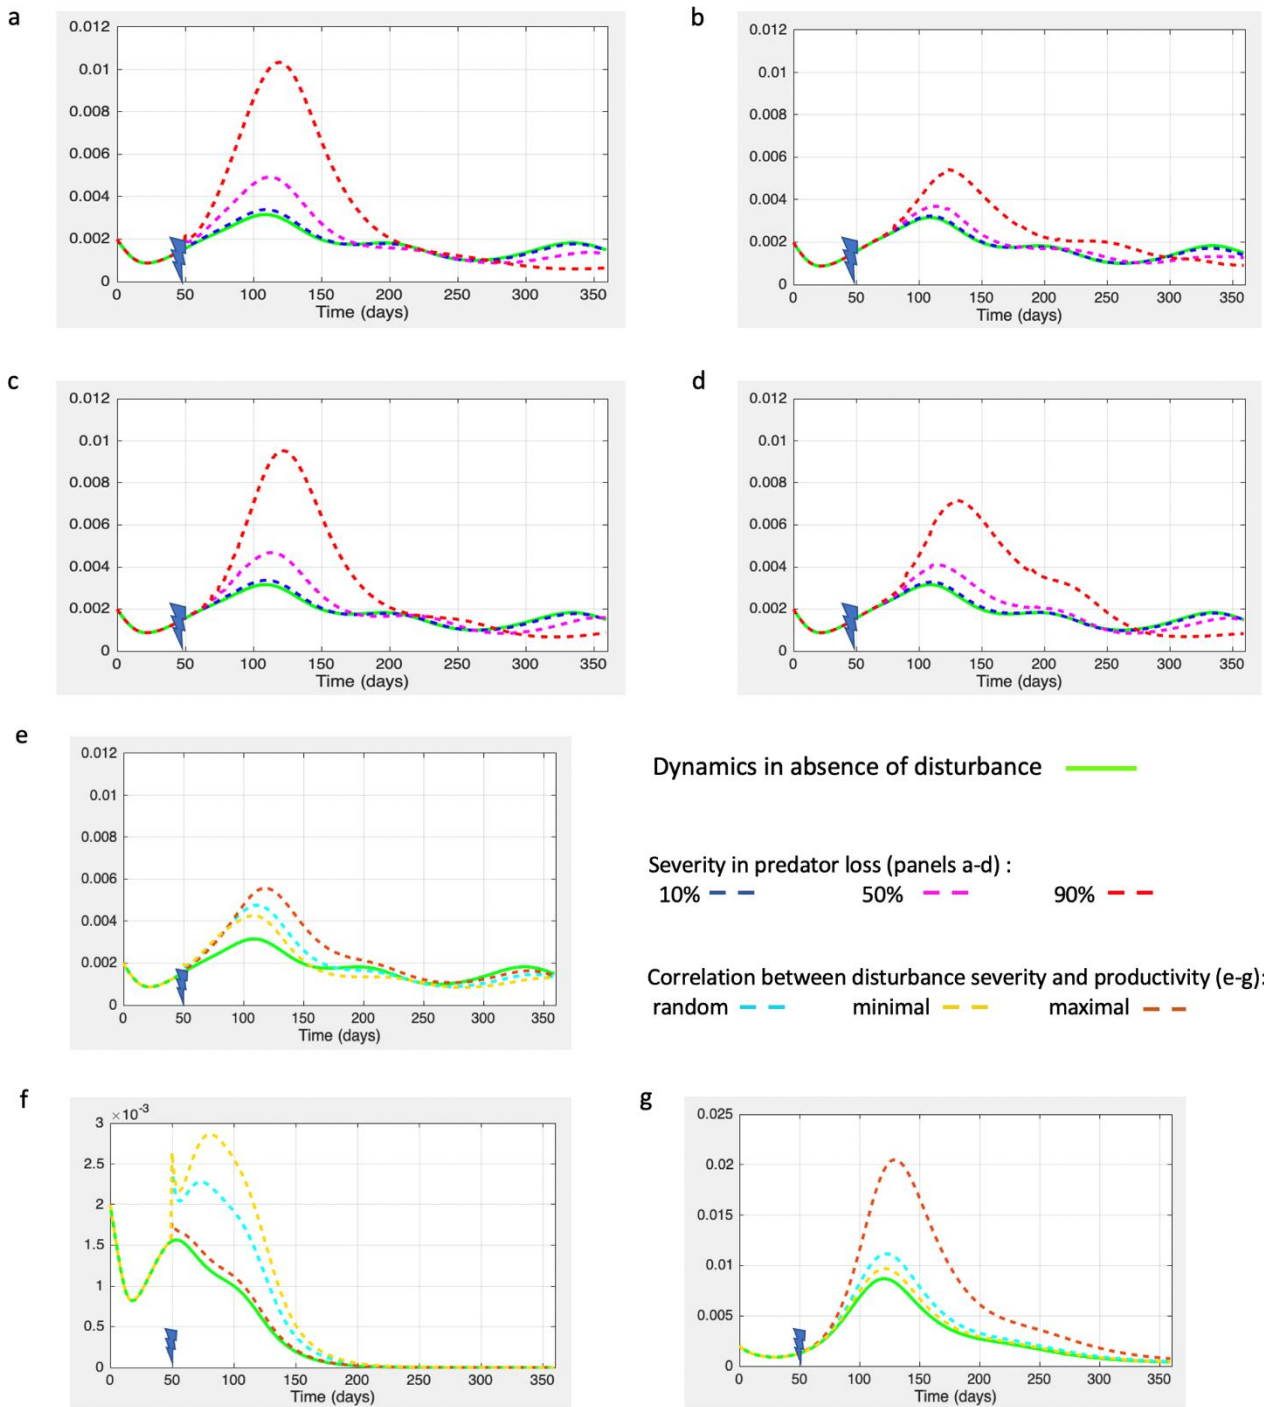 a
0.012
0.01
0.008
0.006
0.004
0.002
0
0 50 100 150 200 250 300 350
Time (days)
b
0.012
0.01
0.008
0.006
0.004
0.002
0
0 50 100 150 200 250 300 350
Time (days)
c
0.012
0.01
0.008
0.006
0.004
0.002
0
0 50 100 150 200 250 300 350
Time (days)
d
0.012
0.01
0.008
0.006
0.004
0.002
0
0 50 100 150 200 250 300 350
Time (days)
e
0.012
0.01
0.008
0.006
0.004
0.002
0
0 50 100 150 200 250 300 350
Time (days)
Dynamics in absence of disturbance
Severity in predator loss (panels a-d) :
10% 50% 90%
Correlation between disturbance severity and productivity (e-g):
random minimal maximal
f
×10-3
3
2.5
2
1.5
1
0.5
0
0 50 100 150 200 250 300 350
Time (days)
g
0.025
0.02
0.015
0.01
0.005
0
0 50 100 150 200 250 300 350
Time (days)